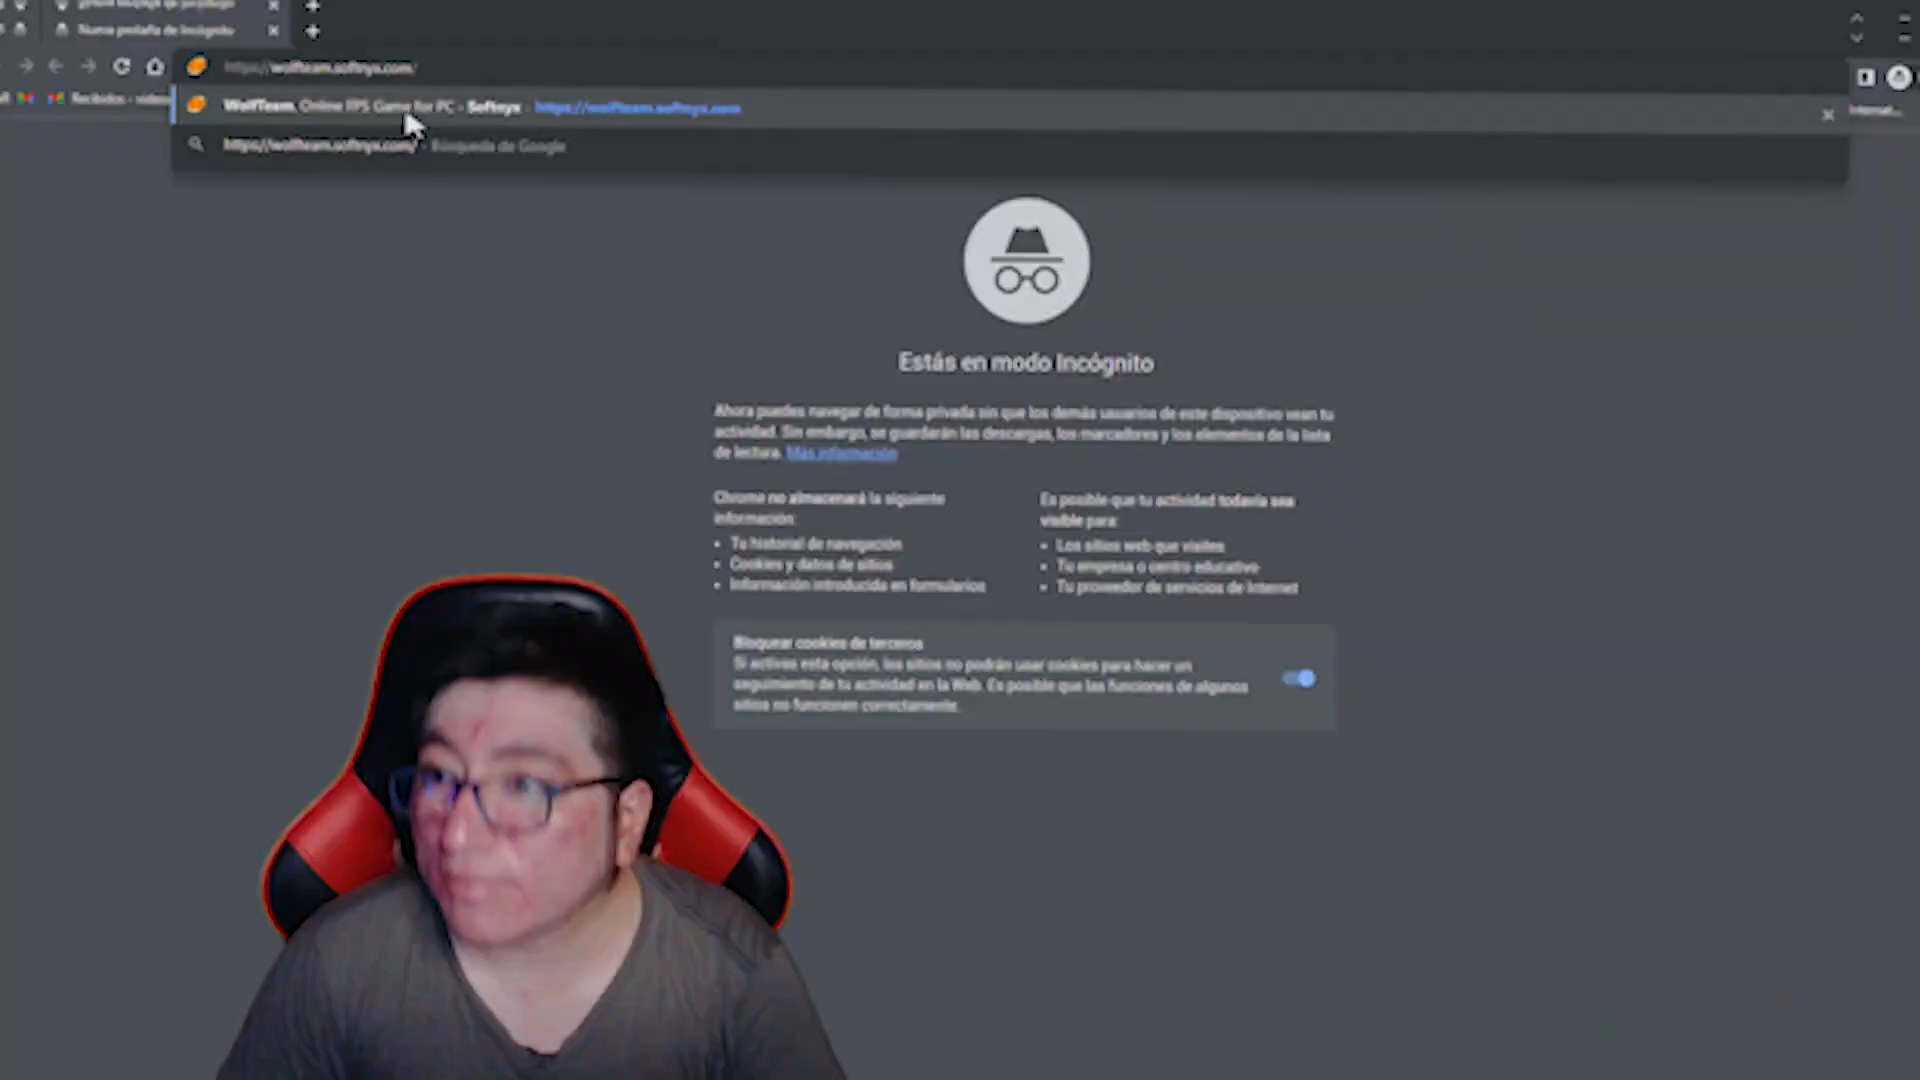 Nueva pestaña de Incógnito
https://wolfteam.softnyx.com/
Recibidos - videos
WolfTeam, Online FPS Game for PC - Softnyx - https://wolfteam.softnyx.com
Internet...
https://wolfteam.softnyx.com/ - Búsqueda de Google
Estás en modo Incógnito
Ahora puedes navegar de forma privada sin que los demás usuarios de este dispositivo vean tu
actividad. Sin embargo, se guardarán las descargas, los marcadores y los elementos de la lista
de lectura. Más información
Chrome no almacenará la siguiente
información:
• Tu historial de navegación
• Cookies y datos de sitios
• Información introducida en formularios
Es posible que tu actividad todavía sea
visible para:
• Los sitios web que visites
• Tu empresa o centro educativo
• Tu proveedor de servicios de Internet
Bloquear cookies de terceros
Si activas esta opción, los sitios no podrán usar cookies para hacer un
seguimiento de tu actividad en la Web. Es posible que las funciones de algunos
sitios no funcionen correctamente.